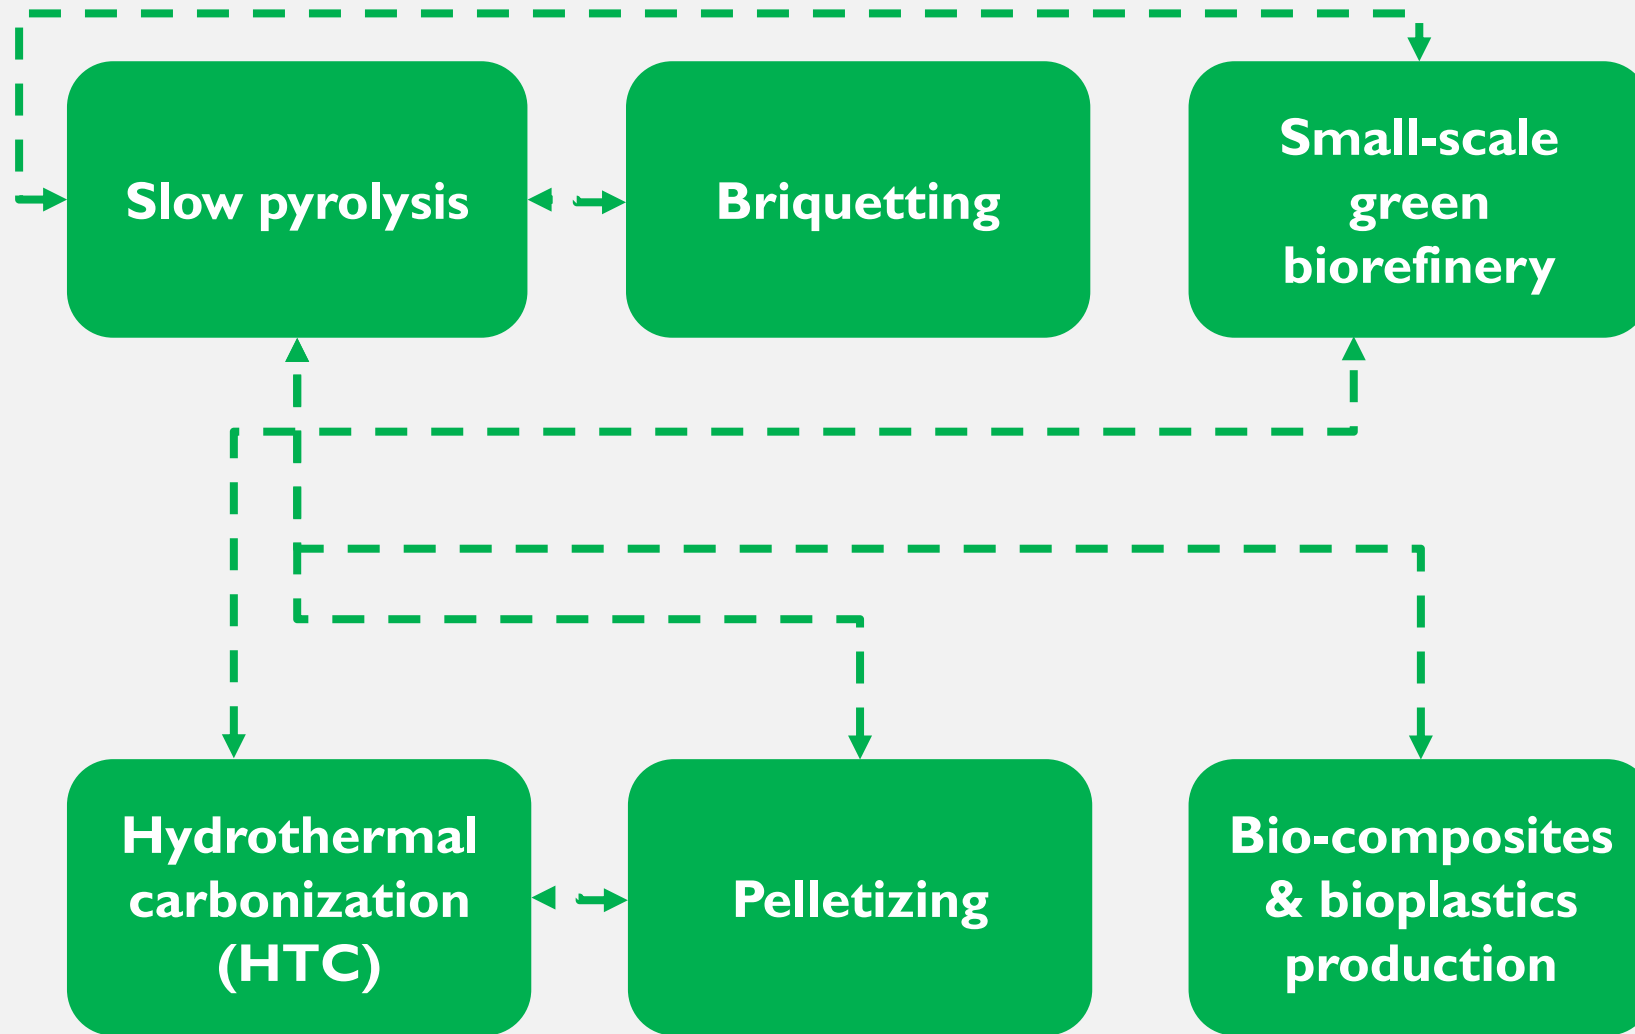 Slow pyrolysis
Briquetting
Small-scale
green
biorefinery
Hydrothermal
carbonization
(HTC)
Pelletizing
Bio-composites
& bioplastics
production